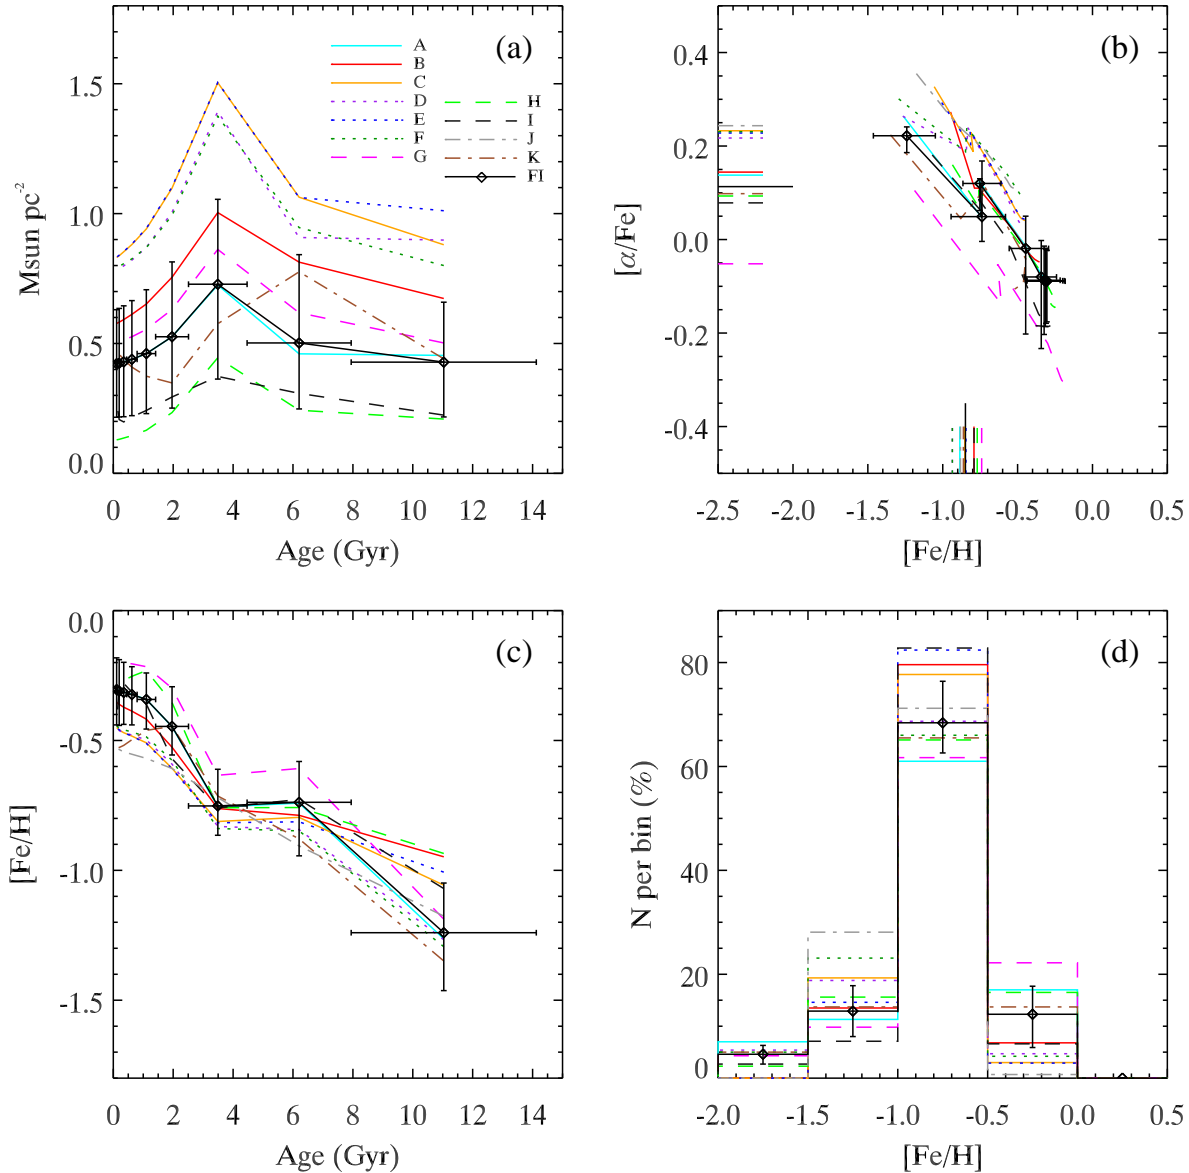 (a)
A
B
C
D
E
F
G
H
I
J
K
FI
1.5
1.0
0.5
0.0
Msun pc-2
0 2 4 6 8 10 12 14
Age (Gyr)
(b)
0.4
0.2
0.0
-0.2
-0.4
[α/Fe]
-2.5 -2.0 -1.5 -1.0 -0.5 0.0 0.5
[Fe/H]
(c)
0.0
-0.5
-1.0
-1.5
[Fe/H]
0 2 4 6 8 10 12 14
Age (Gyr)
(d)
80
60
40
20
0
N per bin (%)
-2.0 -1.5 -1.0 -0.5 0.0 0.5
[Fe/H]